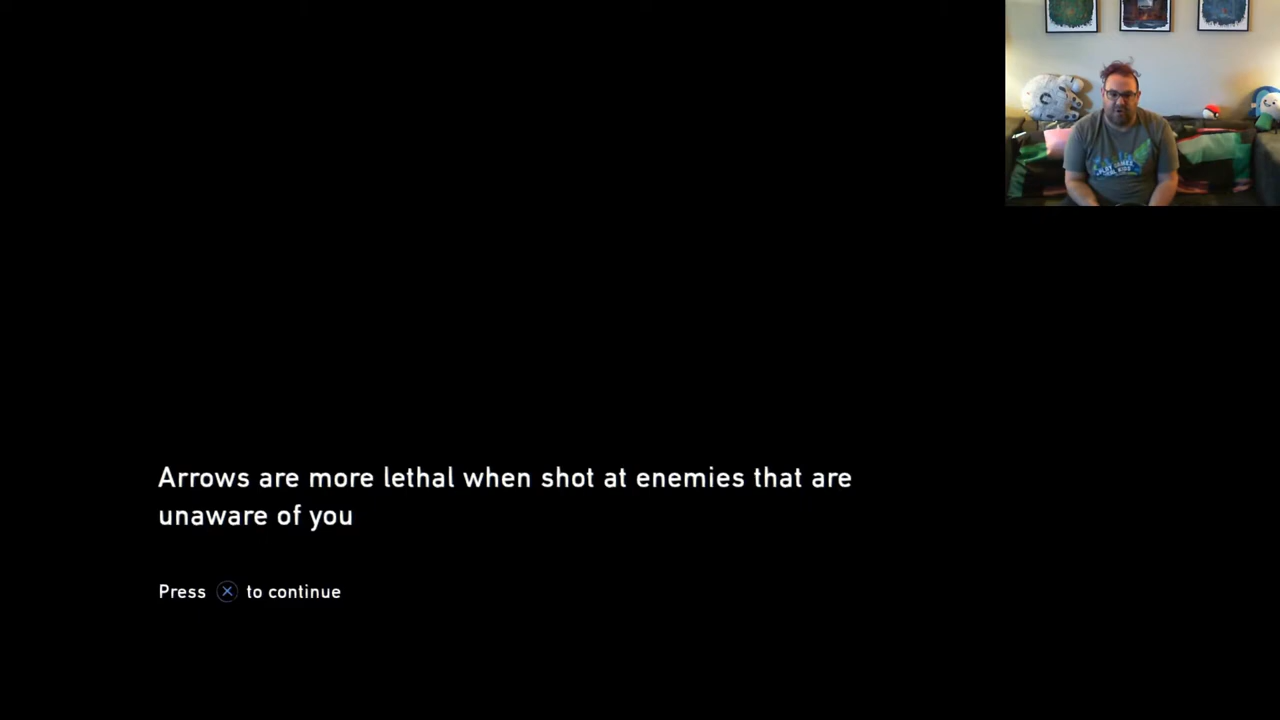 Arrows are more lethal when shot at enemies that are
unaware of you
Press to continue